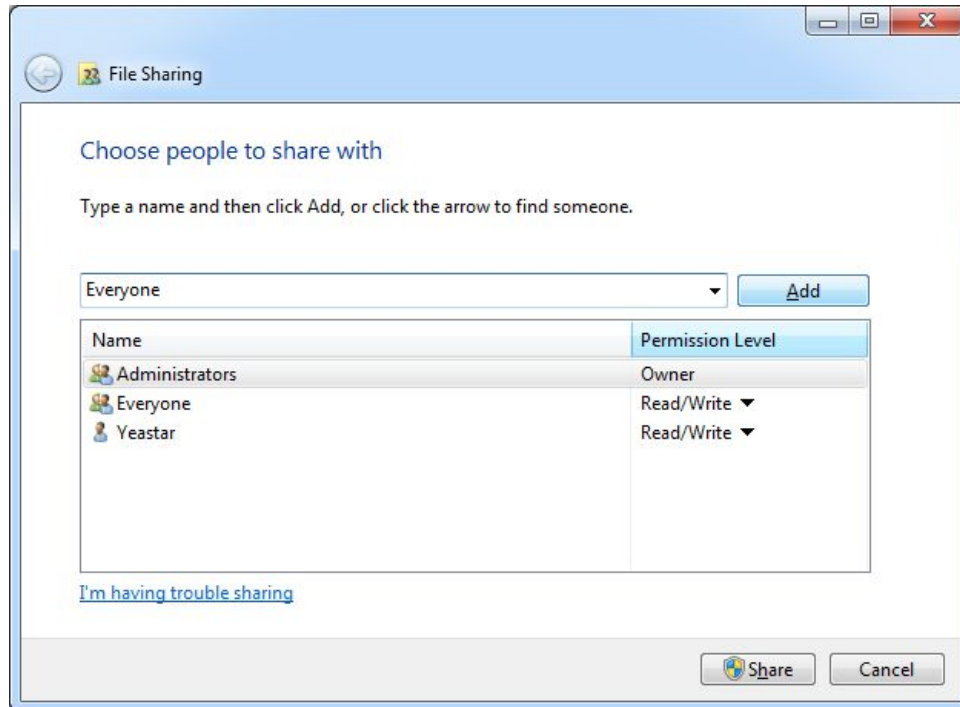 File Sharing
Choose people to share with
Type a name and then click Add, or click the arrow to find someone.
Everyone Add
Name Permission Level
Administrators Owner
Everyone Read/Write
Yeastar Read/Write
I'm having trouble sharing
Share Cancel